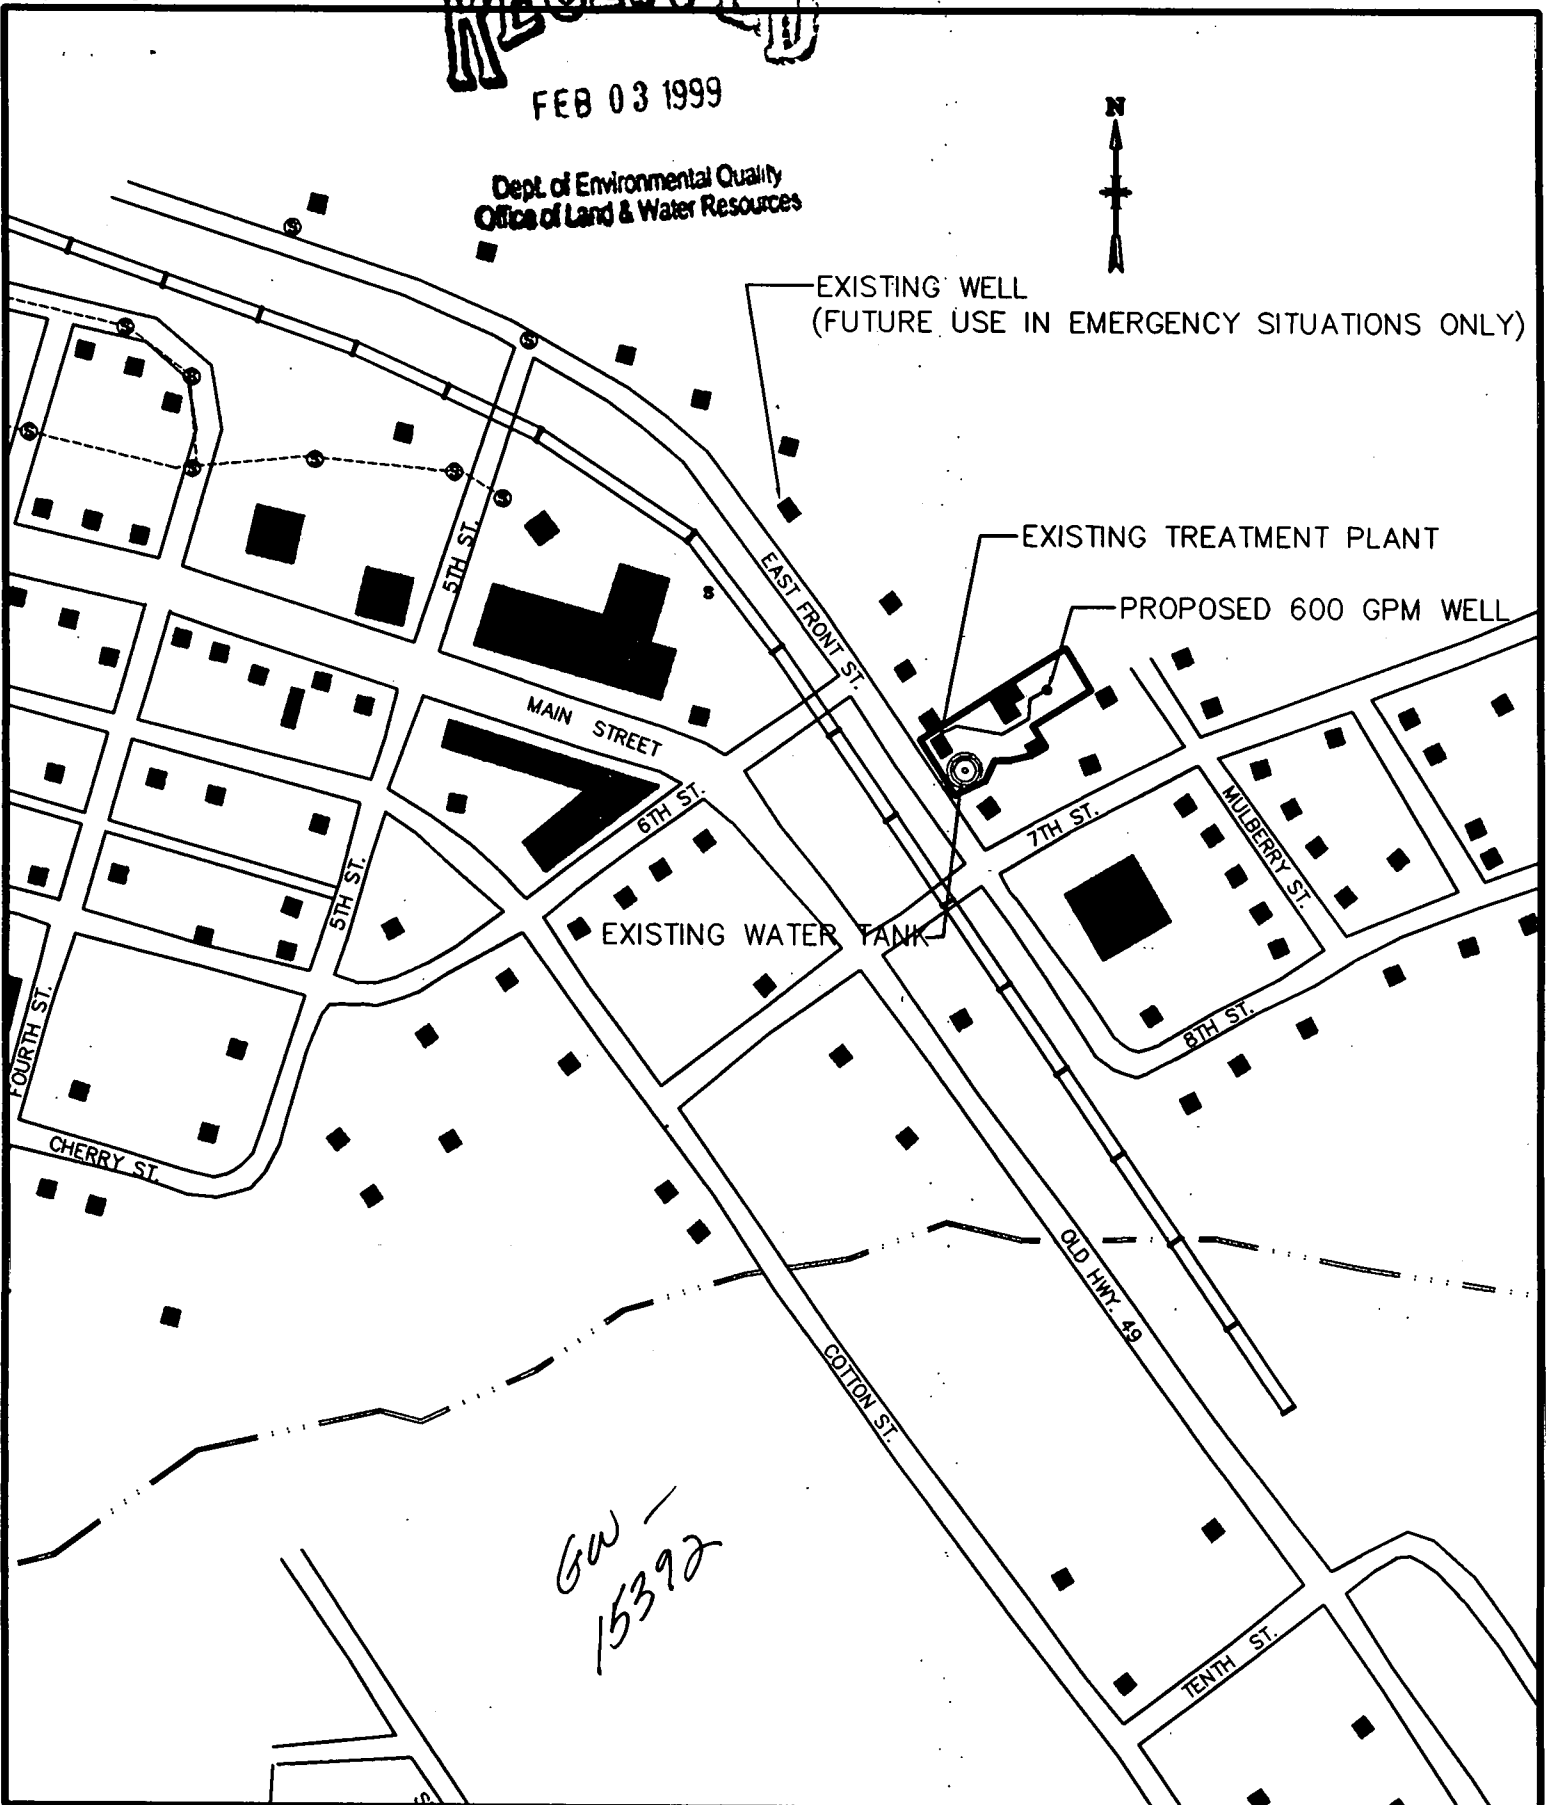 RECEIVED
FEB 03 1999
Dept. of Environmental Quality
Office of Land & Water Resources
N
EXISTING WELL
(FUTURE USE IN EMERGENCY SITUATIONS ONLY)
S
S
S
S
S
S
S
S
S
S
5TH ST.
EXISTING TREATMENT PLANT
EAST FRONT ST.
PROPOSED 600 GPM WELL
MAIN STREET
6TH ST.
7TH ST.
MULBERRY ST.
5TH ST.
EXISTING WATER TANK
FOURTH ST.
8TH ST.
CHERRY ST.
OLD HWY. 49
COTTON ST.
GW -
15392
TENTH ST.